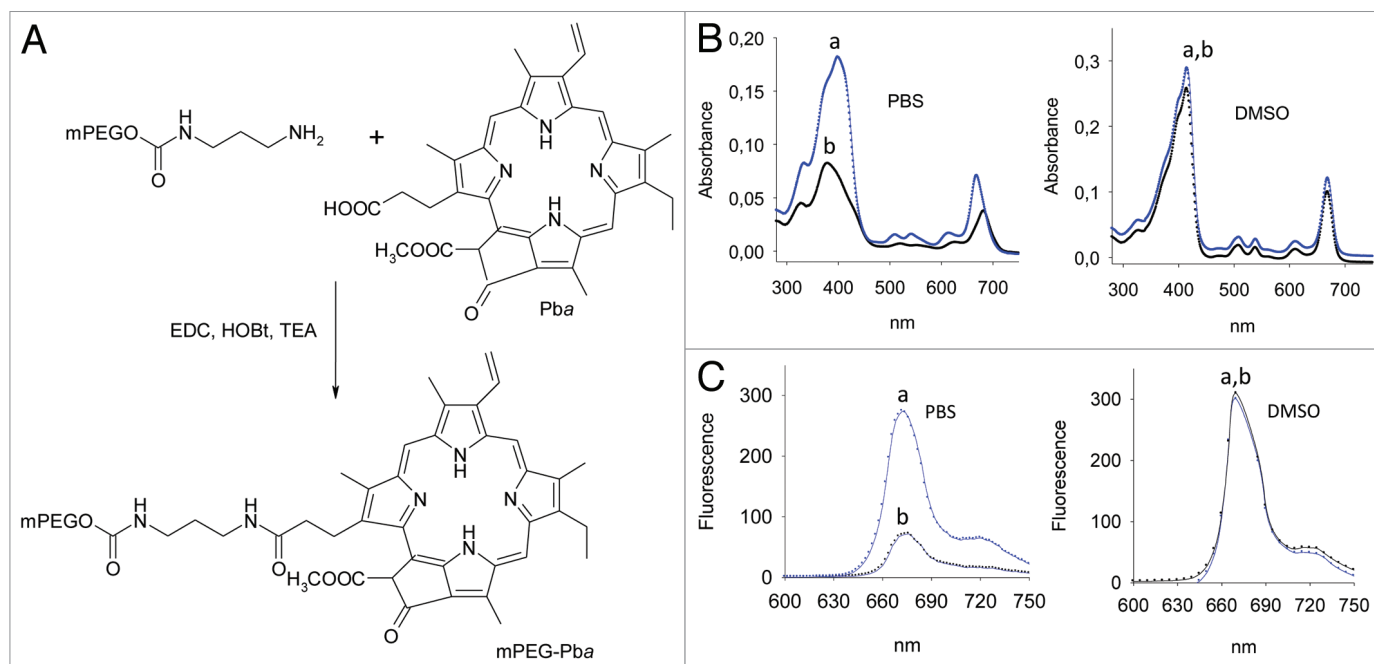 A
mPEGO
O
H
N
NH2
+
HOOC
H3COOC
O
N
H
N
N
H
N
Pba
EDC, HOBt, TEA
mPEGO
O
H
N
H
N
O
H3COOC
O
N
H
N
N
H
N
mPEG-Pba
B
Absorbance
0,20
0,15
0,10
0,05
0,00
a
b
PBS
300 400 500 600 700
nm
Absorbance
0,3
0,2
0,1
0,0
a,b
DMSO
300 400 500 600 700
nm
C
Fluorescence
300
200
100
0
a
b
PBS
600 630 660 690 720 750
nm
Fluorescence
300
200
100
0
a,b
DMSO
600 630 660 690 720 750
nm